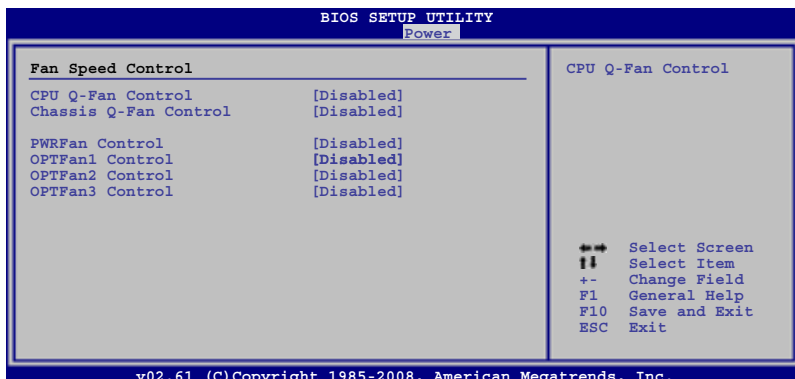 BIOS SETUP UTILITY
Power
Fan Speed Control
CPU Q-Fan Control [Disabled]
Chassis Q-Fan Control [Disabled]
PWRFan Control [Disabled]
OPTFan1 Control [Disabled]
OPTFan2 Control [Disabled]
OPTFan3 Control [Disabled]
CPU Q-Fan Control
←→ Select Screen
↑↓ Select Item
+- Change Field
F1 General Help
F10 Save and Exit
ESC Exit
v02.61 (C)Copyright 1985-2008, American Megatrends, Inc.